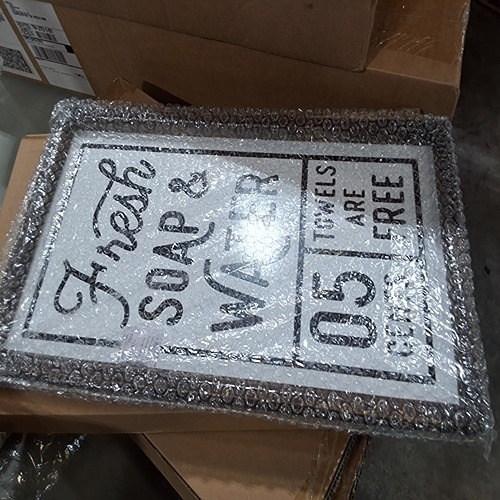 Fresh
SOAP &
WATER
TOWELS
ARE
FREE
05
CENTS